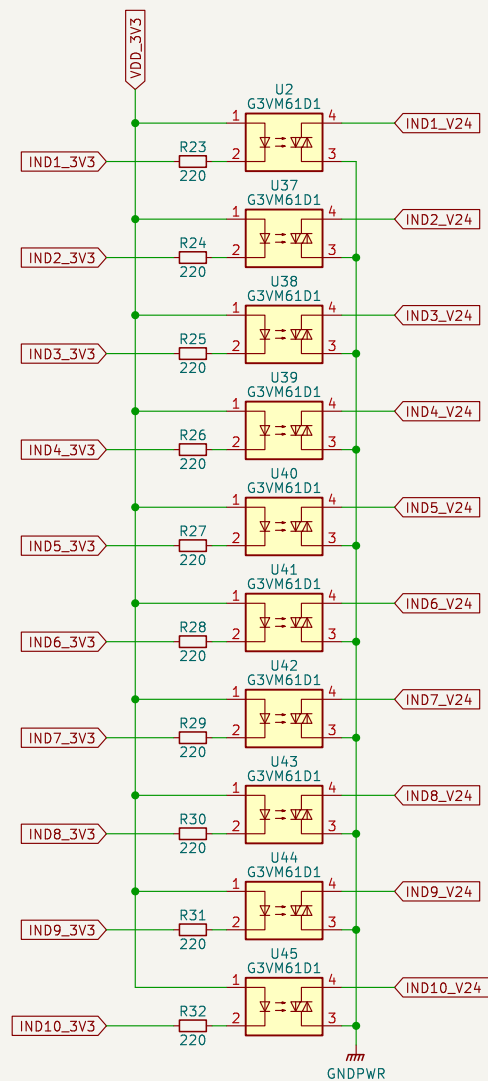 VDD_3V3
U2
G3VM61D1
1
4
IND1_V24
IND1_3V3
R23
220
2
3
U37
G3VM61D1
1
4
IND2_V24
IND2_3V3
R24
220
2
3
U38
G3VM61D1
1
4
IND3_V24
IND3_3V3
R25
220
2
3
U39
G3VM61D1
1
4
IND4_V24
IND4_3V3
R26
220
2
3
U40
G3VM61D1
1
4
IND5_V24
IND5_3V3
R27
220
2
3
U41
G3VM61D1
1
4
IND6_V24
IND6_3V3
R28
220
2
3
U42
G3VM61D1
1
4
IND7_V24
IND7_3V3
R29
220
2
3
U43
G3VM61D1
1
4
IND8_V24
IND8_3V3
R30
220
2
3
U44
G3VM61D1
1
4
IND9_V24
IND9_3V3
R31
220
2
3
U45
G3VM61D1
1
4
IND10_V24
IND10_3V3
R32
220
2
3
GNDPWR